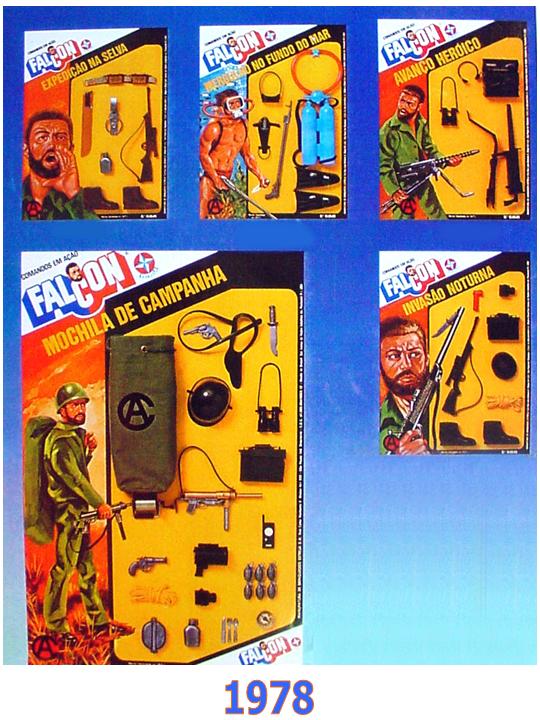 COMANDOS EM AÇÃO
FALCON
EXPEDIÇÃO NA SELVA
COMANDOS EM AÇÃO
FALCON
MERGULHO NO FUNDO DO MAR
COMANDOS EM AÇÃO
FALCON
AVANÇO HERÓICO
COMANDOS EM AÇÃO
FALCON
MOCHILA DE CAMPANHA
CA
FALCON
COMANDOS EM AÇÃO
FALCON
INVASÃO NOTURNA
1978